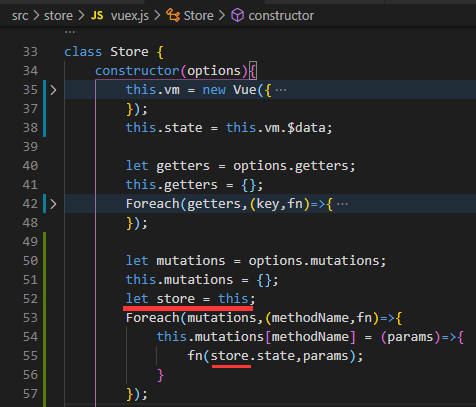 src > store > JS vuex.js > Store > constructor
…
33 class Store {
34     constructor(options){
35 >       this.vm = new Vue({ …
37         });
38         this.state = this.vm.$data;
39
40         let getters = options.getters;
41         this.getters = {};
42 >       Foreach(getters,(key,fn)=>{ …
48         });
49
50         let mutations = options.mutations;
51         this.mutations = {};
52         let store = this;
53         Foreach(mutations,(methodName,fn)=>{
54             this.mutations[methodName] = (params)=>{
55                 fn(store.state,params);
56             }
57         });